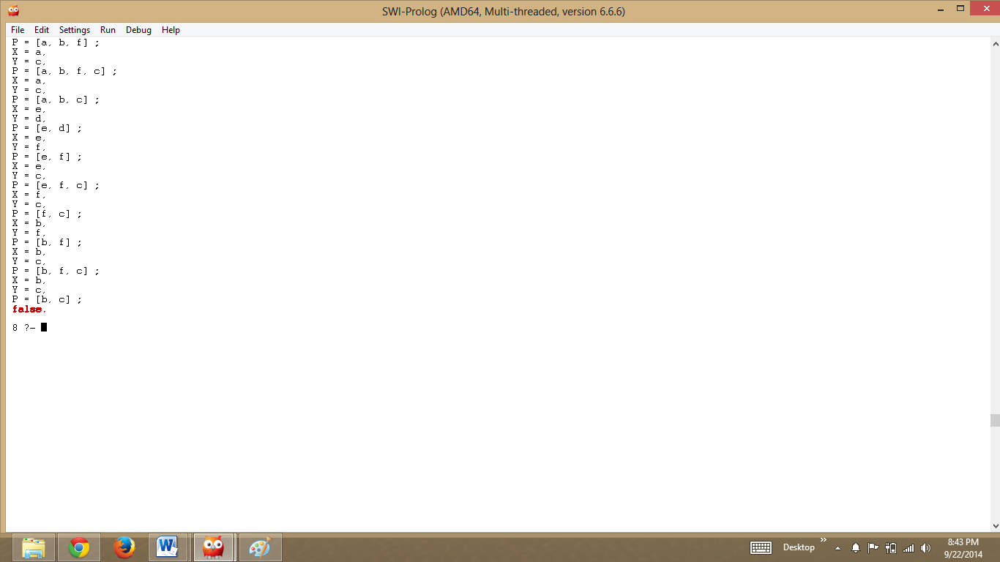 SWI-Prolog (AMD64, Multi-threaded, version 6.6.6)
File Edit Settings Run Debug Help
P = [a, b, f] ;
X = a,
Y = c,
P = [a, b, f, c] ;
X = a,
Y = c,
P = [a, b, c] ;
X = e,
Y = d,
P = [e, d] ;
X = e,
Y = f,
P = [e, f] ;
X = e,
Y = c,
P = [e, f, c] ;
X = f,
Y = c,
P = [f, c] ;
X = b,
Y = f,
P = [b, f] ;
X = b,
Y = c,
P = [b, f, c] ;
X = b,
Y = c,
P = [b, c] ;
false.
8 ?-
Desktop
8:43 PM
9/22/2014